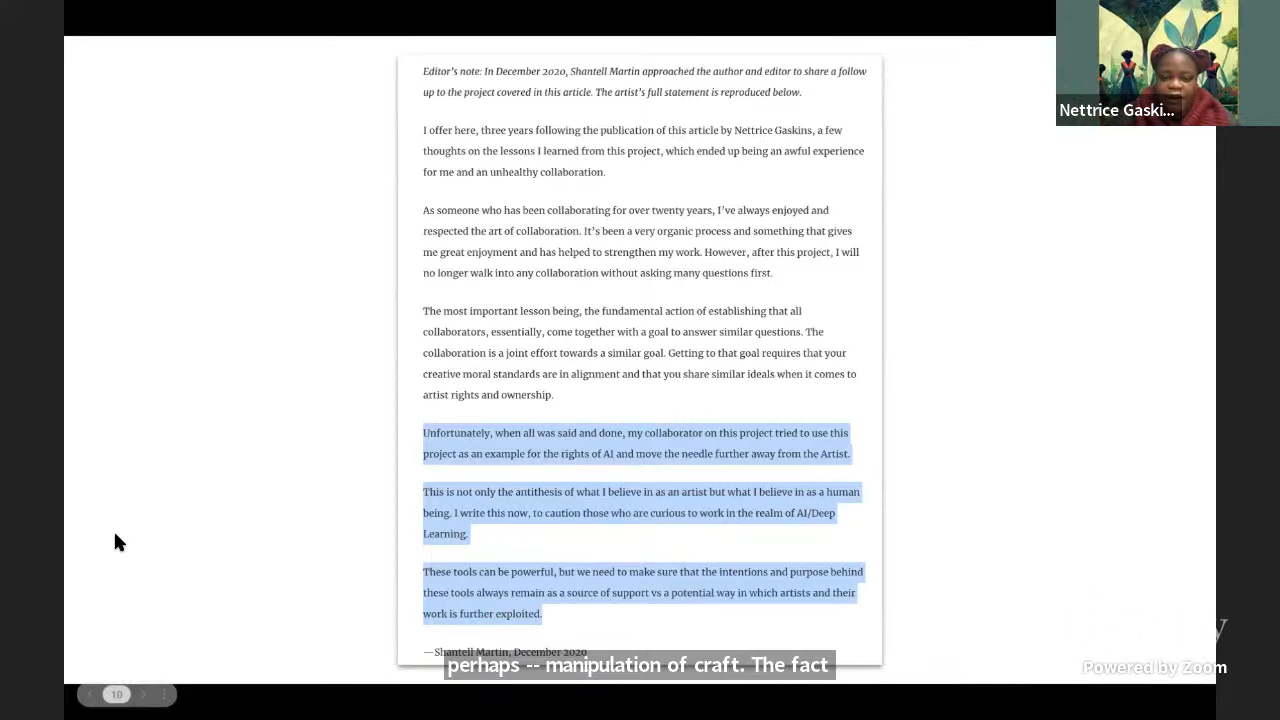 Editor's note: In December 2020, Shantell Martin approached the author and editor to share a follow
up to the project covered in this article. The artist's full statement is reproduced below.
I offer here, three years following the publication of this article by Nettrice Gaskins, a few
thoughts on the lessons I learned from this project, which ended up being an awful experience
for me and an unhealthy collaboration.
As someone who has been collaborating for over twenty years, I've always enjoyed and
respected the art of collaboration. It's been a very organic process and something that gives
me great enjoyment and has helped to strengthen my work. However, after this project, I will
no longer walk into any collaboration without asking many questions first.
The most important lesson being, the fundamental action of establishing that all
collaborators, essentially, come together with a goal to answer similar questions. The
collaboration is a joint effort towards a similar goal. Getting to that goal requires that your
creative moral standards are in alignment and that you share similar ideals when it comes to
artist rights and ownership.
Unfortunately, when all was said and done, my collaborator on this project tried to use this
project as an example for the rights of AI and move the needle further away from the Artist.
This is not only the antithesis of what I believe in as an artist but what I believe in as a human
being. I write this now, to caution those who are curious to work in the realm of AI/Deep
Learning.
These tools can be powerful, but we need to make sure that the intentions and purpose behind
these tools always remain as a source of support vs a potential way in which artists and their
work is further exploited.
—Shantell Martin, December 2020
perhaps -- manipulation of craft. The fact
Nettrice Gaski...
Powered by Zoom
10